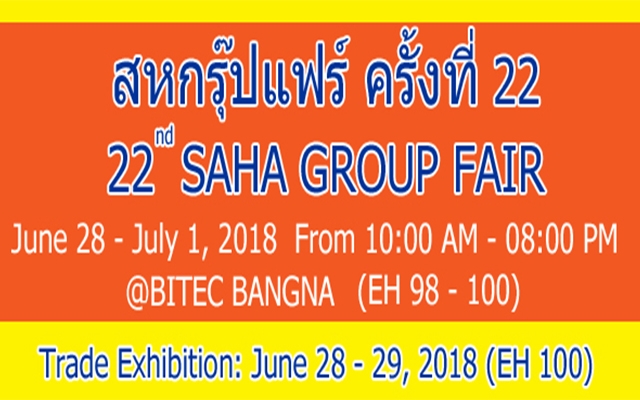 สหกรุ๊ปแฟร์ ครั้งที่ 22
22nd SAHA GROUP FAIR
June 28 - July 1, 2018 From 10:00 AM - 08:00 PM
@BITEC BANGNA (EH 98 - 100)
Trade Exhibition: June 28 - 29, 2018 (EH 100)